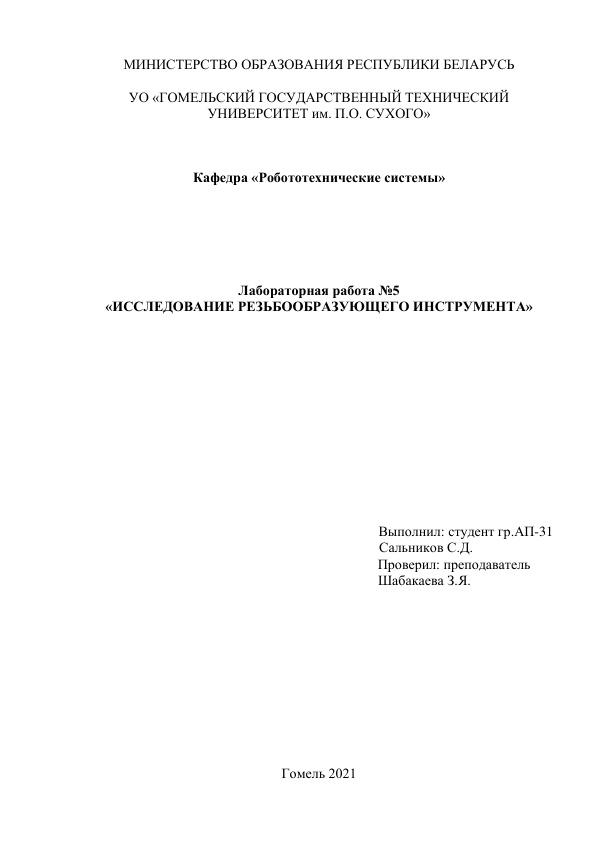 МИНИСТЕРСТВО ОБРАЗОВАНИЯ РЕСПУБЛИКИ БЕЛАРУСЬ
УО «ГОМЕЛЬСКИЙ ГОСУДАРСТВЕННЫЙ ТЕХНИЧЕСКИЙ
УНИВЕРСИТЕТ им. П.О. СУХОГО»
Кафедра «Робототехнические системы»
Лабораторная работа №5
«ИССЛЕДОВАНИЕ РЕЗЬБООБРАЗУЮЩЕГО ИНСТРУМЕНТА»
Выполнил: студент гр.АП-31
Сальников С.Д.
Проверил: преподаватель
Шабакаева З.Я.
Гомель 2021